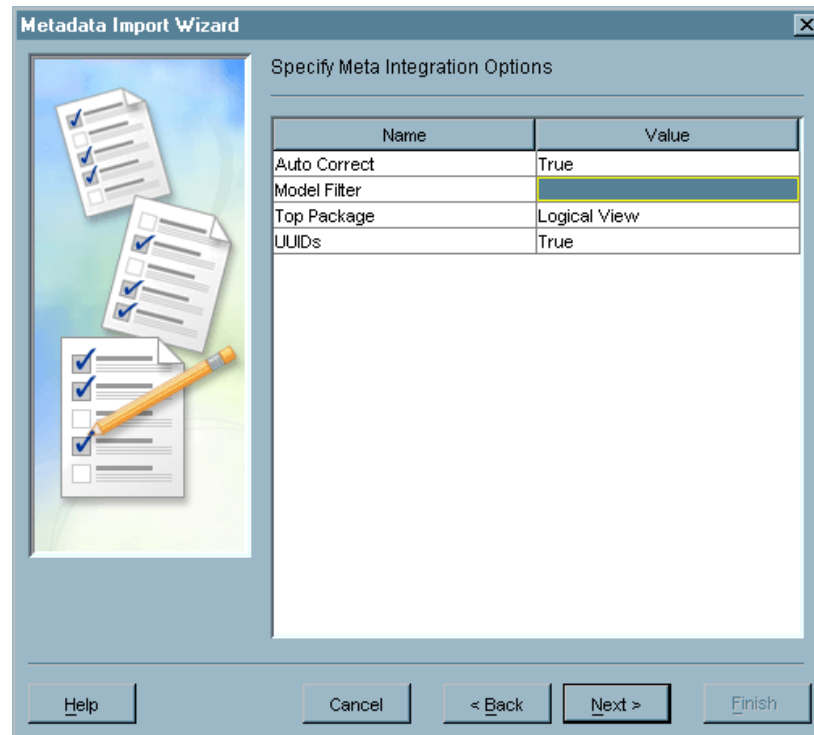 Metadata Import Wizard
Specify Meta Integration Options
Name Value
Auto Correct True
Model Filter
Top Package Logical View
UUIDs True
Help Cancel < Back Next > Finish